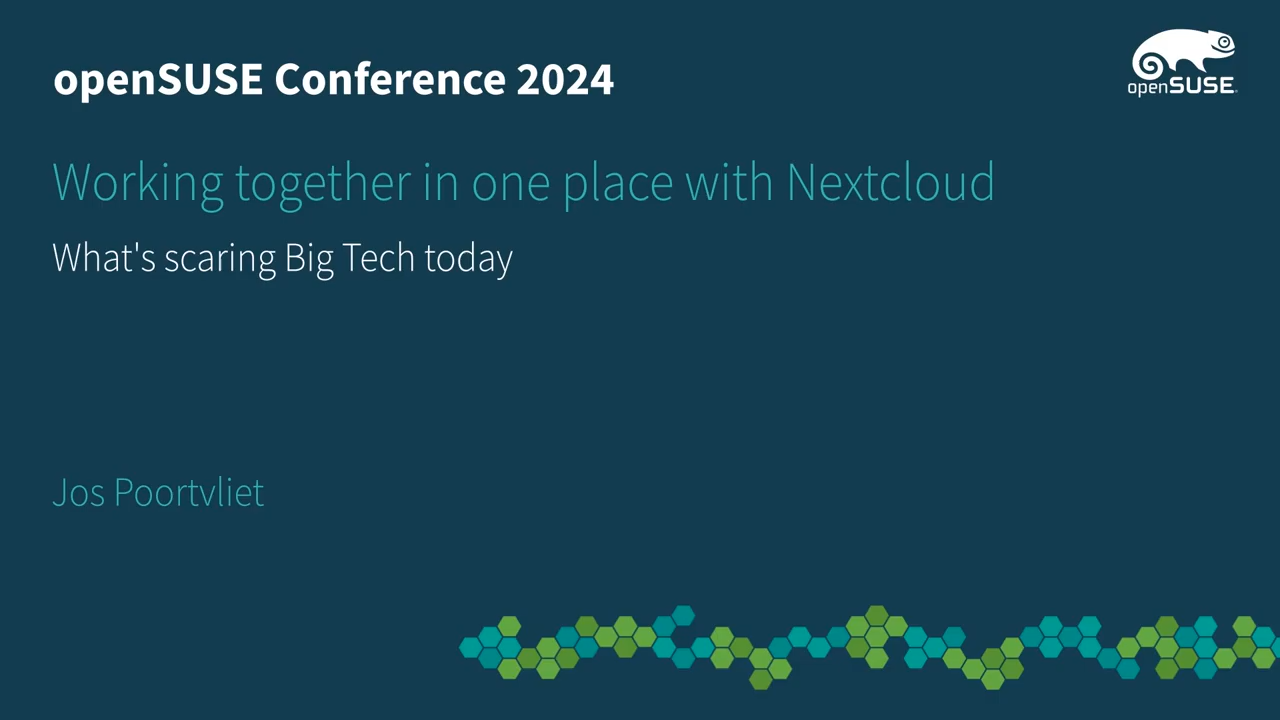 openSUSE Conference 2024
openSUSE
Working together in one place with Nextcloud
What's scaring Big Tech today
Jos Poortvliet